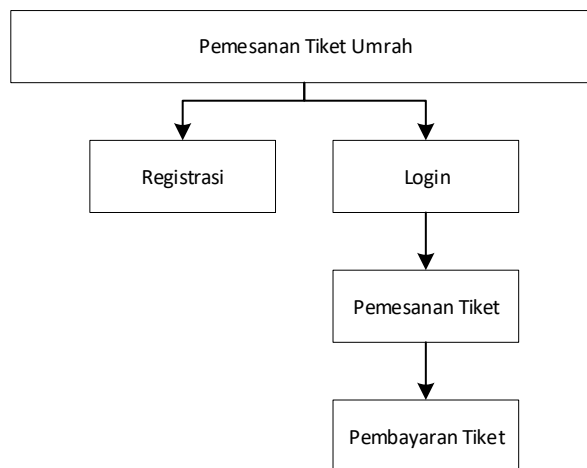 Pemesanan Tiket Umrah
Registrasi
Login
Pemesanan Tiket
Pembayaran Tiket